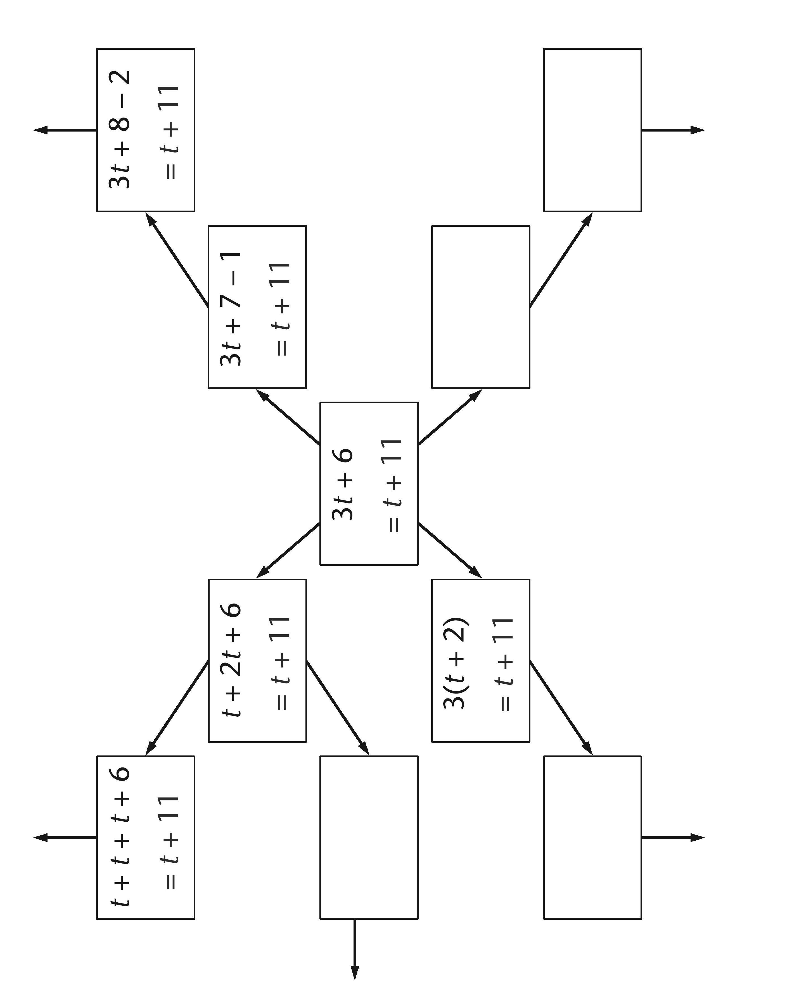 t + t + t + 6
= t + 11
3t + 8 − 2
= t + 11
t + 2t + 6
= t + 11
3t + 7 − 1
= t + 11
3t + 6
= t + 11
3(t + 2)
= t + 11